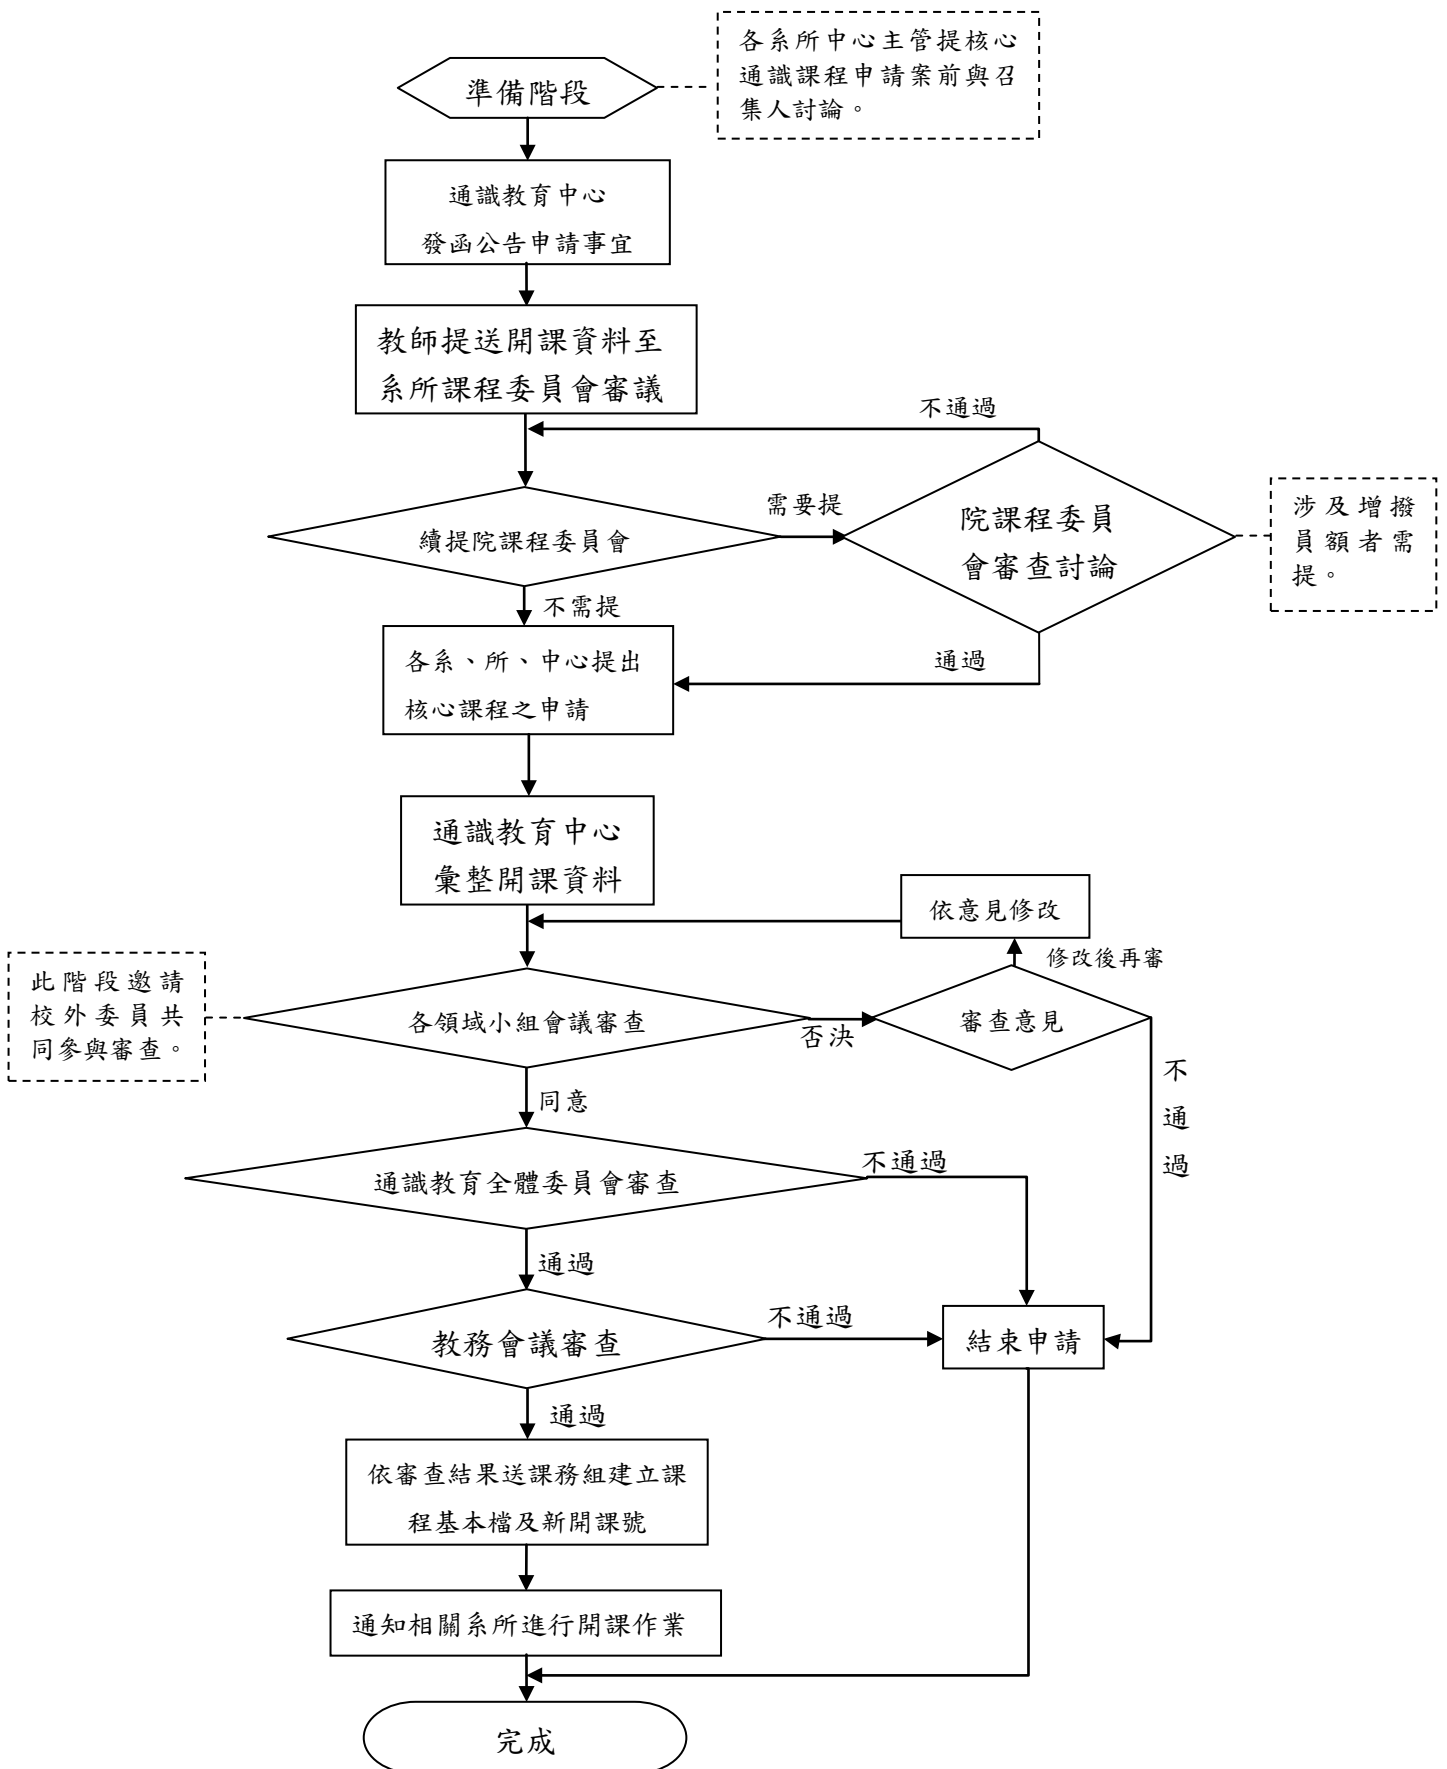 準備階段
各系所中心主管提核心
通識課程申請案前與召
集人討論。
通識教育中心
發函公告申請事宜
教師提送開課資料至
系所課程委員會審議
不通過
續提院課程委員會
需要提
院課程委員
會審查討論
涉及增撥
員額者需
提。
不需提
通過
各系、所、中心提出
核心課程之申請
通識教育中心
彙整開課資料
依意見修改
修改後再審
此階段邀請
校外委員共
同參與審查。
各領域小組會議審查
否決
審查意見
不
通
過
同意
通識教育全體委員會審查
不通過
通過
教務會議審查
不通過
結束申請
通過
依審查結果送課務組建立課
程基本檔及新開課號
通知相關系所進行開課作業
完成